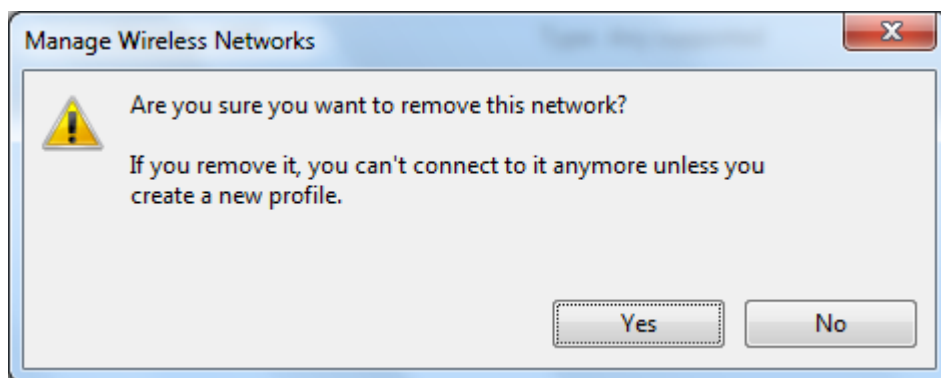 Manage Wireless Networks
Are you sure you want to remove this network?
If you remove it, you can't connect to it anymore unless you
create a new profile.
Yes
No